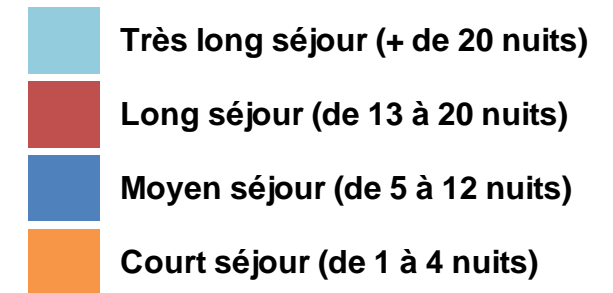 Très long séjour (+ de 20 nuits)
Long séjour (de 13 à 20 nuits)
Moyen séjour (de 5 à 12 nuits)
Court séjour (de 1 à 4 nuits)